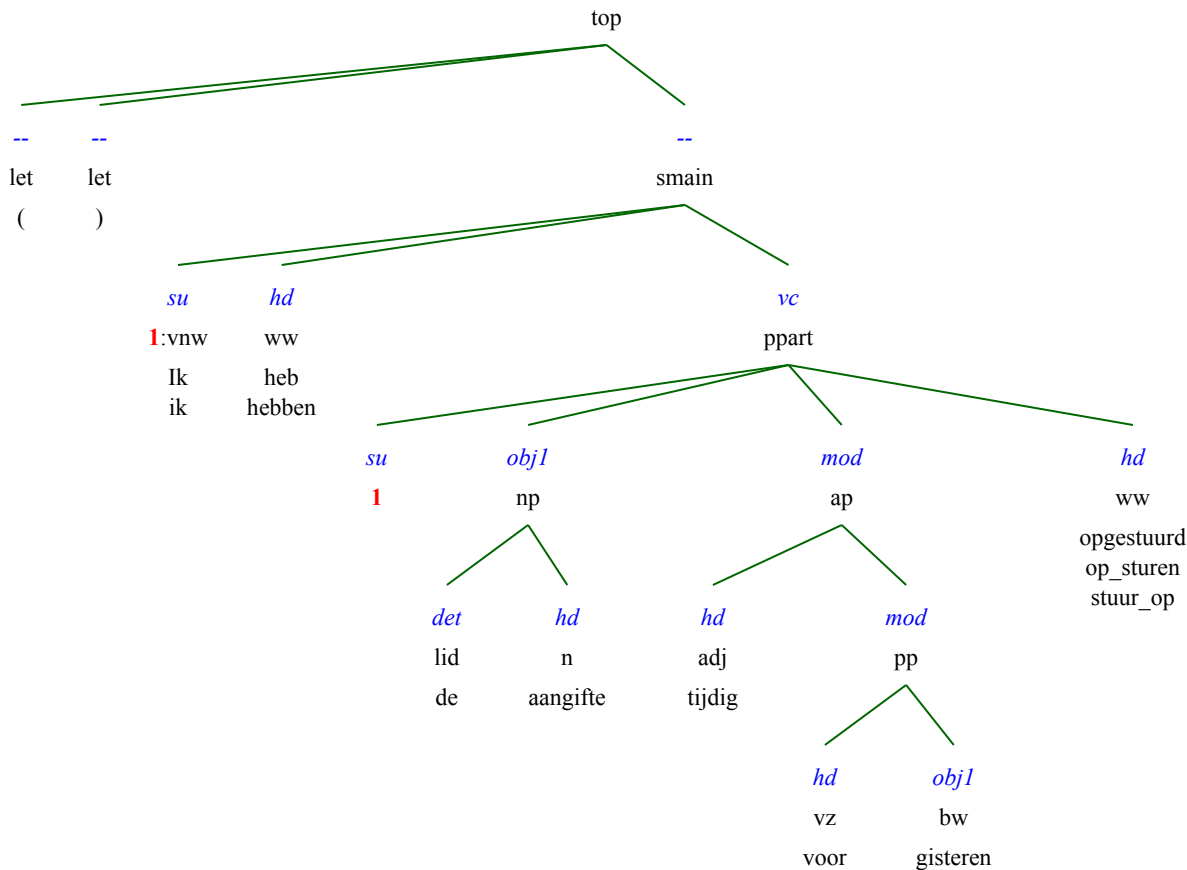 top
-- -- --
let let smain
( )
su hd vc
1:vnw ww ppart
Ik heb
ik hebben
su obj1 mod hd
1 np ap ww
opgestuurd
op_sturen
stuur_op
det hd hd mod
lid n adj pp
de aangifte tijdig
hd obj1
vz bw
voor gisteren